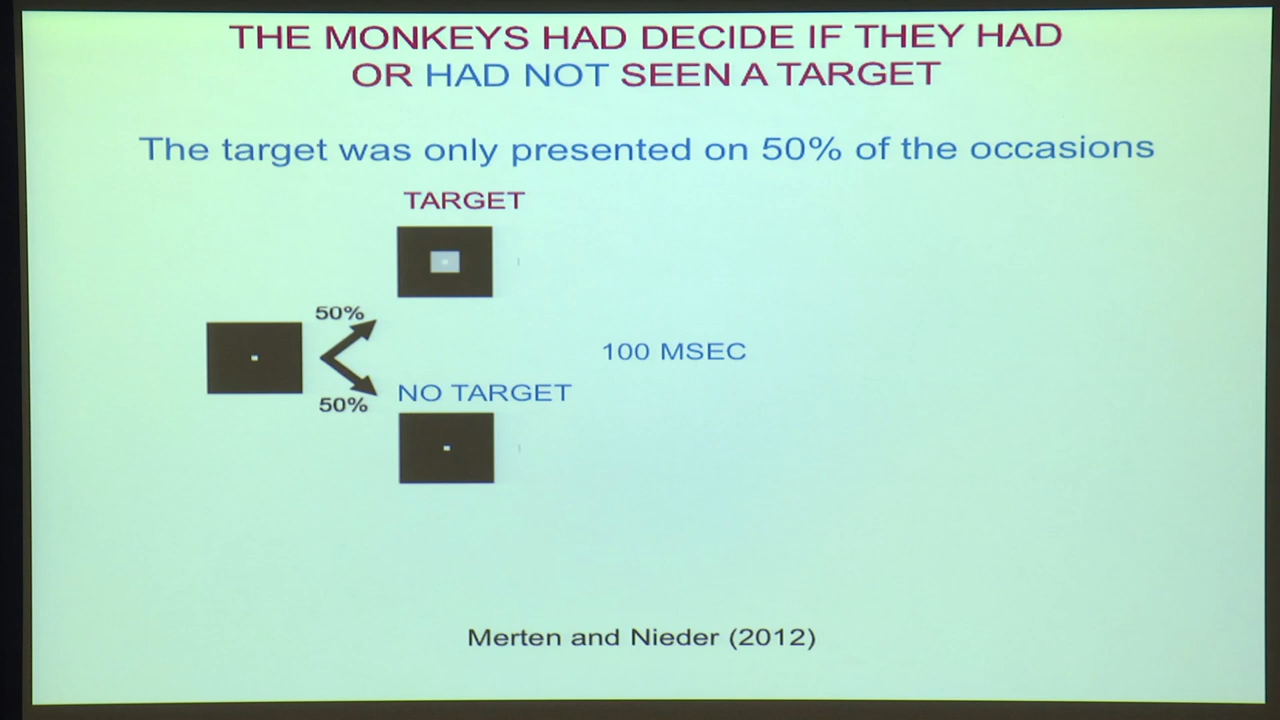 THE MONKEYS HAD DECIDE IF THEY HAD
OR HAD NOT SEEN A TARGET
The target was only presented on 50% of the occasions
TARGET
50%
100 MSEC
50%
NO TARGET
Merten and Nieder (2012)